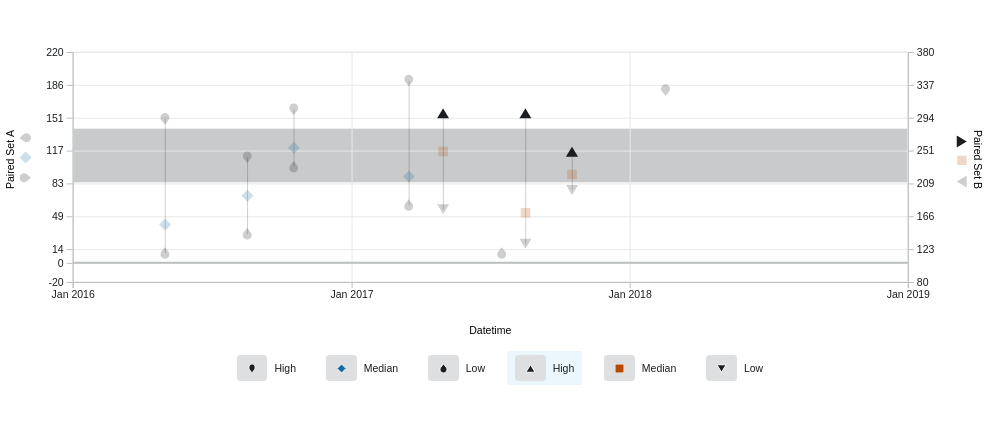 220
186
151
117
83
49
14
0
-20
380
337
294
251
209
166
123
80
Paired Set A
Paired Set B
Jan 2016
Jan 2017
Jan 2018
Jan 2019
Datetime
High
Median
Low
High
Median
Low